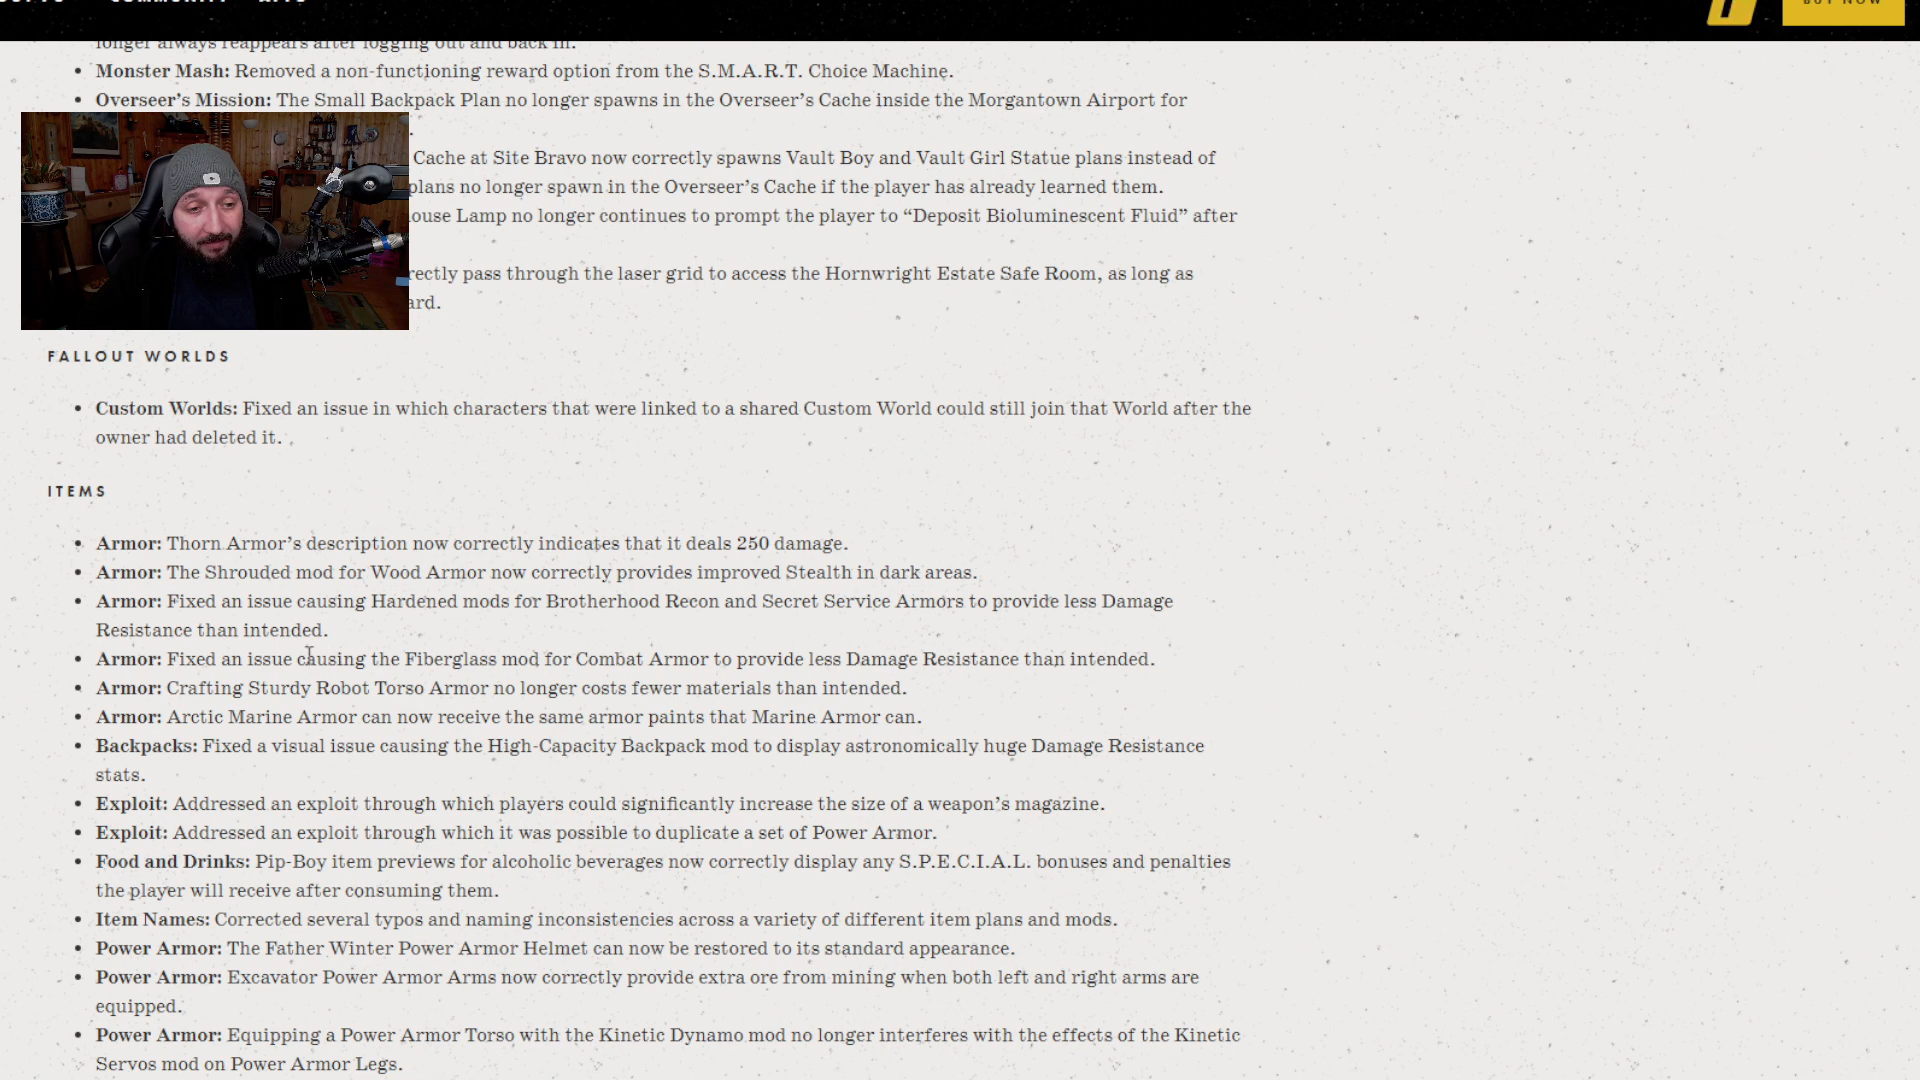 COMMUNITY
BUY NOW
longer always reappears after logging out and back in.
• Monster Mash: Removed a non-functioning reward option from the S.M.A.R.T. Choice Machine.
• Overseer’s Mission: The Small Backpack Plan no longer spawns in the Overseer’s Cache inside the Morgantown Airport for
Cache at Site Bravo now correctly spawns Vault Boy and Vault Girl Statue plans instead of
plans no longer spawn in the Overseer’s Cache if the player has already learned them.
ouse Lamp no longer continues to prompt the player to “Deposit Bioluminescent Fluid” after
rectly pass through the laser grid to access the Hornwright Estate Safe Room, as long as
ard.
FALLOUT WORLDS
• Custom Worlds: Fixed an issue in which characters that were linked to a shared Custom World could still join that World after the
owner had deleted it.
ITEMS
• Armor: Thorn Armor’s description now correctly indicates that it deals 250 damage.
• Armor: The Shrouded mod for Wood Armor now correctly provides improved Stealth in dark areas.
• Armor: Fixed an issue causing Hardened mods for Brotherhood Recon and Secret Service Armors to provide less Damage
Resistance than intended.
• Armor: Fixed an issue causing the Fiberglass mod for Combat Armor to provide less Damage Resistance than intended.
• Armor: Crafting Sturdy Robot Torso Armor no longer costs fewer materials than intended.
• Armor: Arctic Marine Armor can now receive the same armor paints that Marine Armor can.
• Backpacks: Fixed a visual issue causing the High-Capacity Backpack mod to display astronomically huge Damage Resistance
stats.
• Exploit: Addressed an exploit through which players could significantly increase the size of a weapon’s magazine.
• Exploit: Addressed an exploit through which it was possible to duplicate a set of Power Armor.
• Food and Drinks: Pip-Boy item previews for alcoholic beverages now correctly display any S.P.E.C.I.A.L. bonuses and penalties
the player will receive after consuming them.
• Item Names: Corrected several typos and naming inconsistencies across a variety of different item plans and mods.
• Power Armor: The Father Winter Power Armor Helmet can now be restored to its standard appearance.
• Power Armor: Excavator Power Armor Arms now correctly provide extra ore from mining when both left and right arms are
equipped.
• Power Armor: Equipping a Power Armor Torso with the Kinetic Dynamo mod no longer interferes with the effects of the Kinetic
Servos mod on Power Armor Legs.